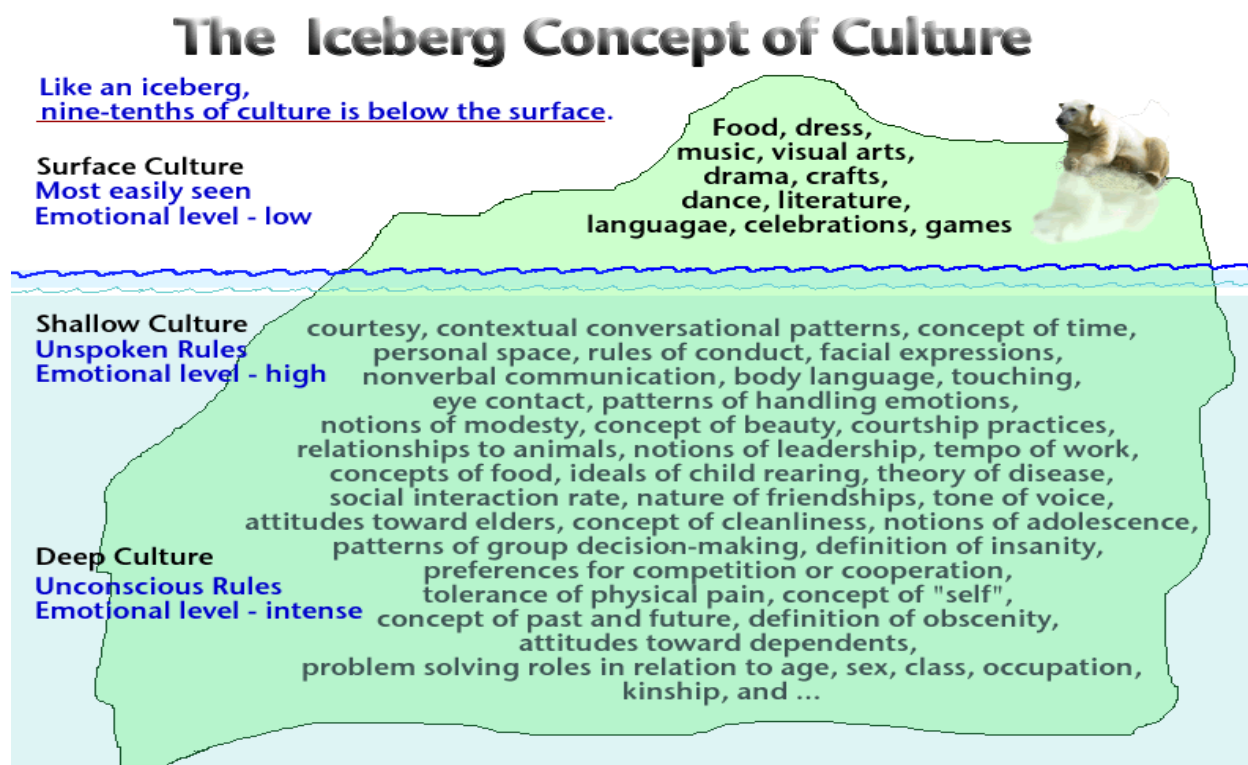 The Iceberg Concept of Culture
Like an iceberg,
nine-tenths of culture is below the surface.
Surface Culture
Most easily seen
Emotional level - low
Food, dress,
music, visual arts,
drama, crafts,
dance, literature,
languagae, celebrations, games
Shallow Culture
Unspoken Rules
Emotional level - high
courtesy, contextual conversational patterns, concept of time,
personal space, rules of conduct, facial expressions,
nonverbal communication, body language, touching,
eye contact, patterns of handling emotions,
notions of modesty, concept of beauty, courtship practices,
relationships to animals, notions of leadership, tempo of work,
concepts of food, ideals of child rearing, theory of disease,
social interaction rate, nature of friendships, tone of voice,
attitudes toward elders, concept of cleanliness, notions of adolescence,
patterns of group decision-making, definition of insanity,
preferences for competition or cooperation,
tolerance of physical pain, concept of "self",
concept of past and future, definition of obscenity,
attitudes toward dependents,
problem solving roles in relation to age, sex, class, occupation,
kinship, and ...
Deep Culture
Unconscious Rules
Emotional level - intense